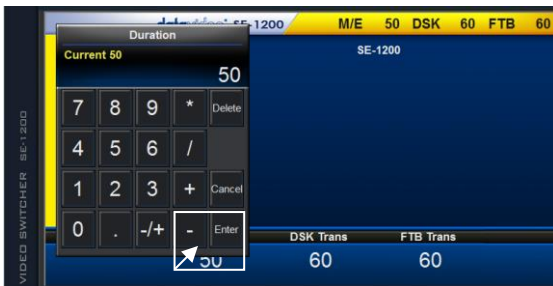 datavideo SE-1200 M/E 50 DSK 60 FTB 60
Duration
Current 50
50
SE-1200
7 8 9 * Delete
4 5 6 /
1 2 3 + Cancel
0 . -/+ - Enter
DSK Trans FTB Trans
50 60 60
VIDEO SWITCHER SE-1200